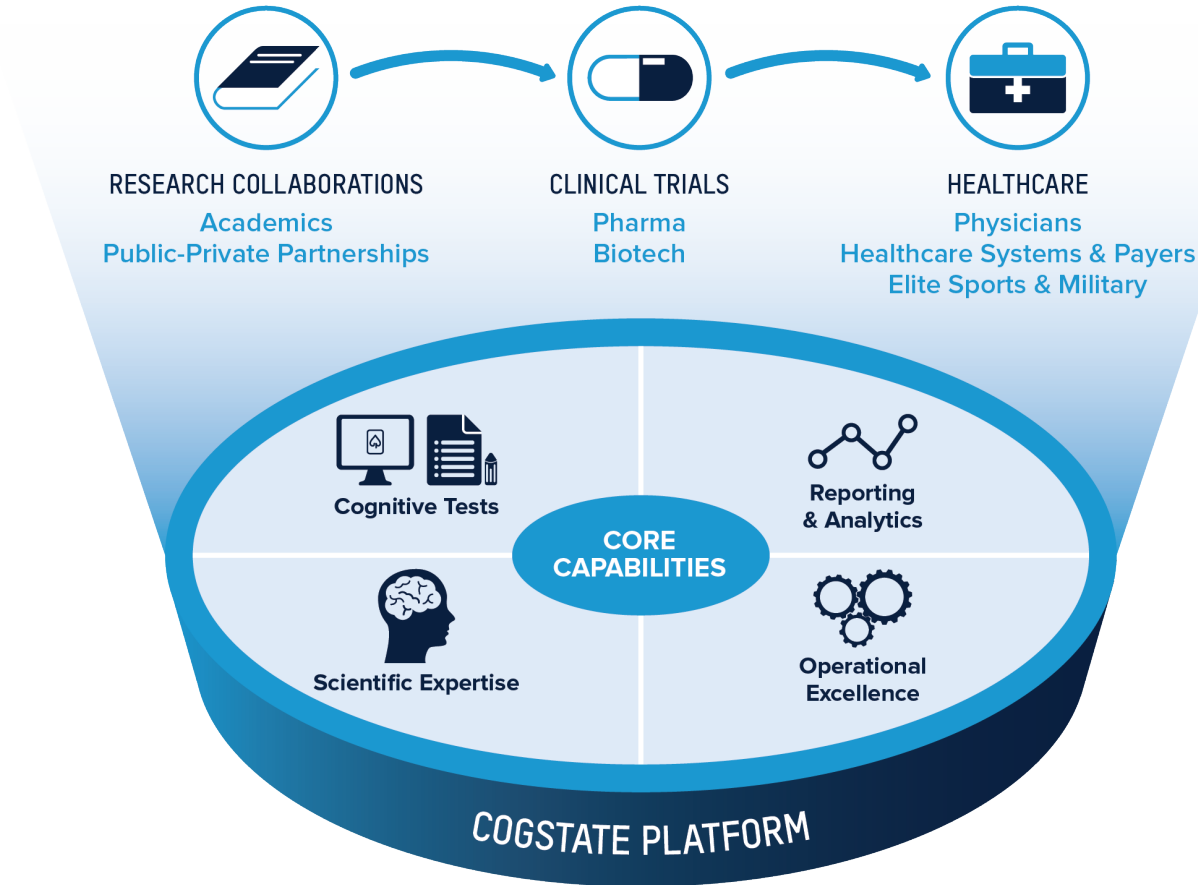 RESEARCH COLLABORATIONS
Academics
Public-Private Partnerships
CLINICAL TRIALS
Pharma
Biotech
HEALTHCARE
Physicians
Healthcare Systems & Payers
Elite Sports & Military
Cognitive Tests
Reporting
& Analytics
CORE
CAPABILITIES
Scientific Expertise
Operational
Excellence
COGSTATE PLATFORM